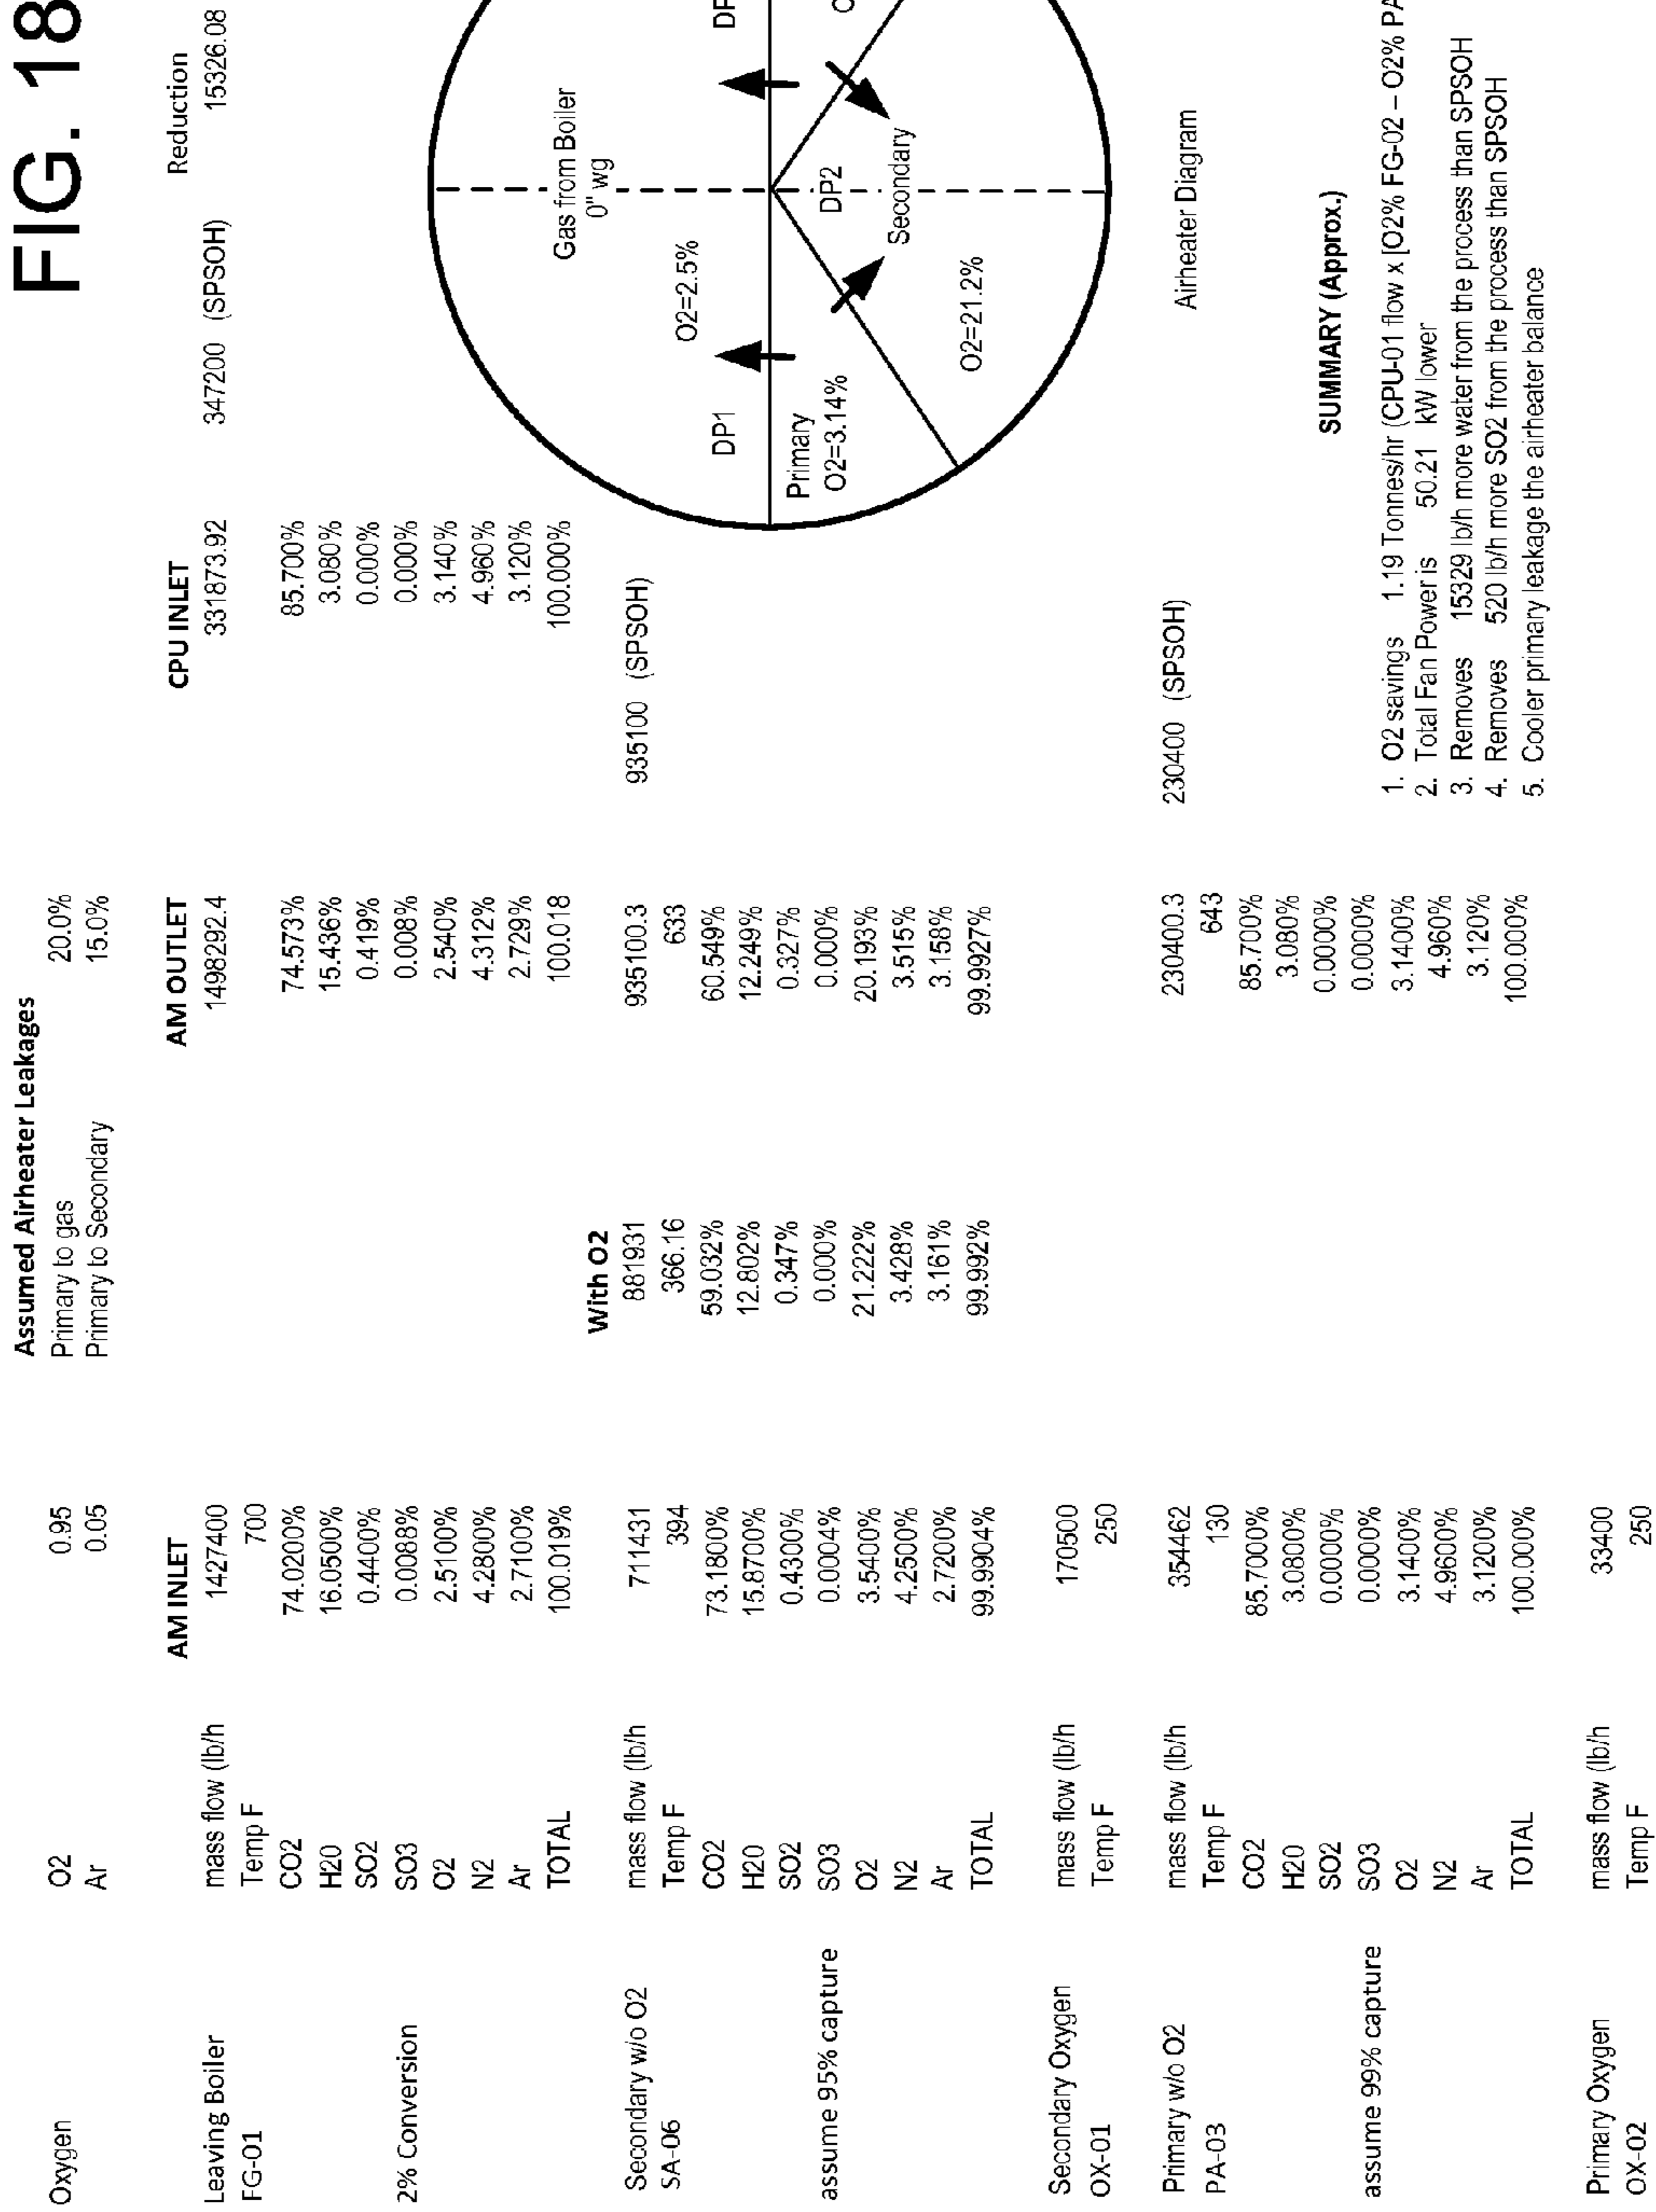 FIG. 18
Assumed Airheater Leakages
Oxygen O2 0.95 Primary to gas 20.0%
Ar 0.05 Primary to Secondary 15.0%
AM INLET AM OUTLET CPU INLET Reduction
Leaving Boiler mass flow (lb/h 1427400 1498292.4 331873.92 347200 (SPSOH) 15326.08
FG-01 Temp F 700
CO2 74.0200% 74.573% 85.700%
H20 16.0500% 15.436% 3.080%
SO2 0.4400% 0.419% 0.000%
2% Conversion SO3 0.0088% 0.008% 0.000%
O2 2.5100% 2.540% 3.140%
N2 4.2800% 4.312% 4.960%
Ar 2.7100% 2.729% 3.120%
TOTAL 100.019% 100.018 100.000%
With O2
Secondary w/o O2 mass flow (lb/h 711431 881931 935100.3 935100 (SPSOH)
SA-06 Temp F 394 366.16 633
CO2 73.1800% 59.032% 60.549%
H20 15.8700% 12.802% 12.249%
SO2 0.4300% 0.347% 0.327%
assume 95% capture SO3 0.0004% 0.000% 0.000%
O2 3.5400% 21.222% 20.193%
N2 4.2500% 3.428% 3.515%
Ar 2.7200% 3.161% 3.158%
TOTAL 99.9904% 99.992% 99.9927%
Secondary Oxygen mass flow (lb/h 170500
OX-01 Temp F 250
Primary w/o O2 mass flow (lb/h 354462 230400.3 230400 (SPSOH)
PA-03 Temp F 130 643
CO2 85.7000% 85.700%
H20 3.0800% 3.080%
SO2 0.0000% 0.0000%
assume 99% capture SO3 0.0000% 0.0000%
O2 3.1400% 3.1400%
N2 4.9600% 4.960%
Ar 3.1200% 3.120%
TOTAL 100.000% 100.000%
Primary Oxygen mass flow (lb/h 33400
OX-02 Temp F 250
Gas from Boiler
0" wg
O2=2.5%
DP1
Primary
O2=3.14%
DP2
Secondary
O2=21.2%
Airheater Diagram
SUMMARY (Approx.)
1. O2 savings 1.19 Tonnes/hr (CPU-01 flow x [O2% FG-02 – O2% PA
2. Total Fan Power is 50.21 kW lower
3. Removes 15329 lb/h more water from the process than SPSOH
4. Removes 520 lb/h more SO2 from the process than SPSOH
5. Cooler primary leakage the airheater balance